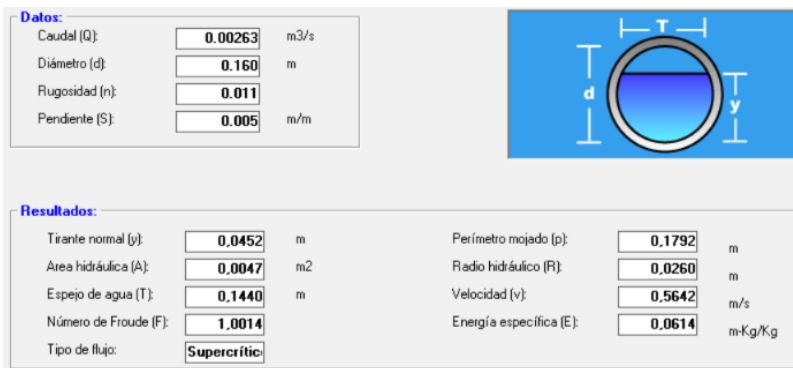 Datos:
Caudal (Q): 0.00263 m3/s
Diámetro (d): 0.160 m
Rugosidad (n): 0.011
Pendiente (S): 0.005 m/m
T
d
y
Resultados:
Tirante normal (y): 0,0452 m
Area hidráulica (A): 0,0047 m2
Espejo de agua (T): 0,1440 m
Número de Froude (F): 1,0014
Tipo de flujo: Supercrític
Perímetro mojado (p): 0,1792 m
Radio hidráulico (R): 0,0260 m
Velocidad (v): 0,5642 m/s
Energía específica (E): 0,0614 m-Kg/Kg